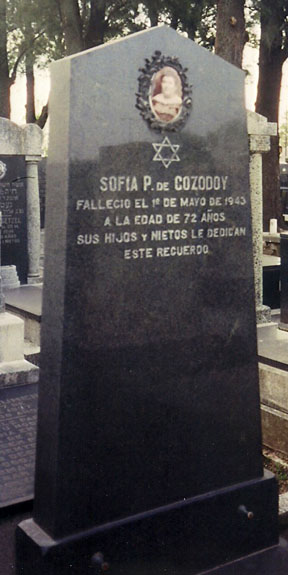 SOFIA P. DE COZODOY
FALLECIO EL 1º DE MAYO DE 1943
A LA EDAD DE 72 AÑOS
SUS HIJOS Y NIETOS LE DEDICAN
ESTE RECUERDO